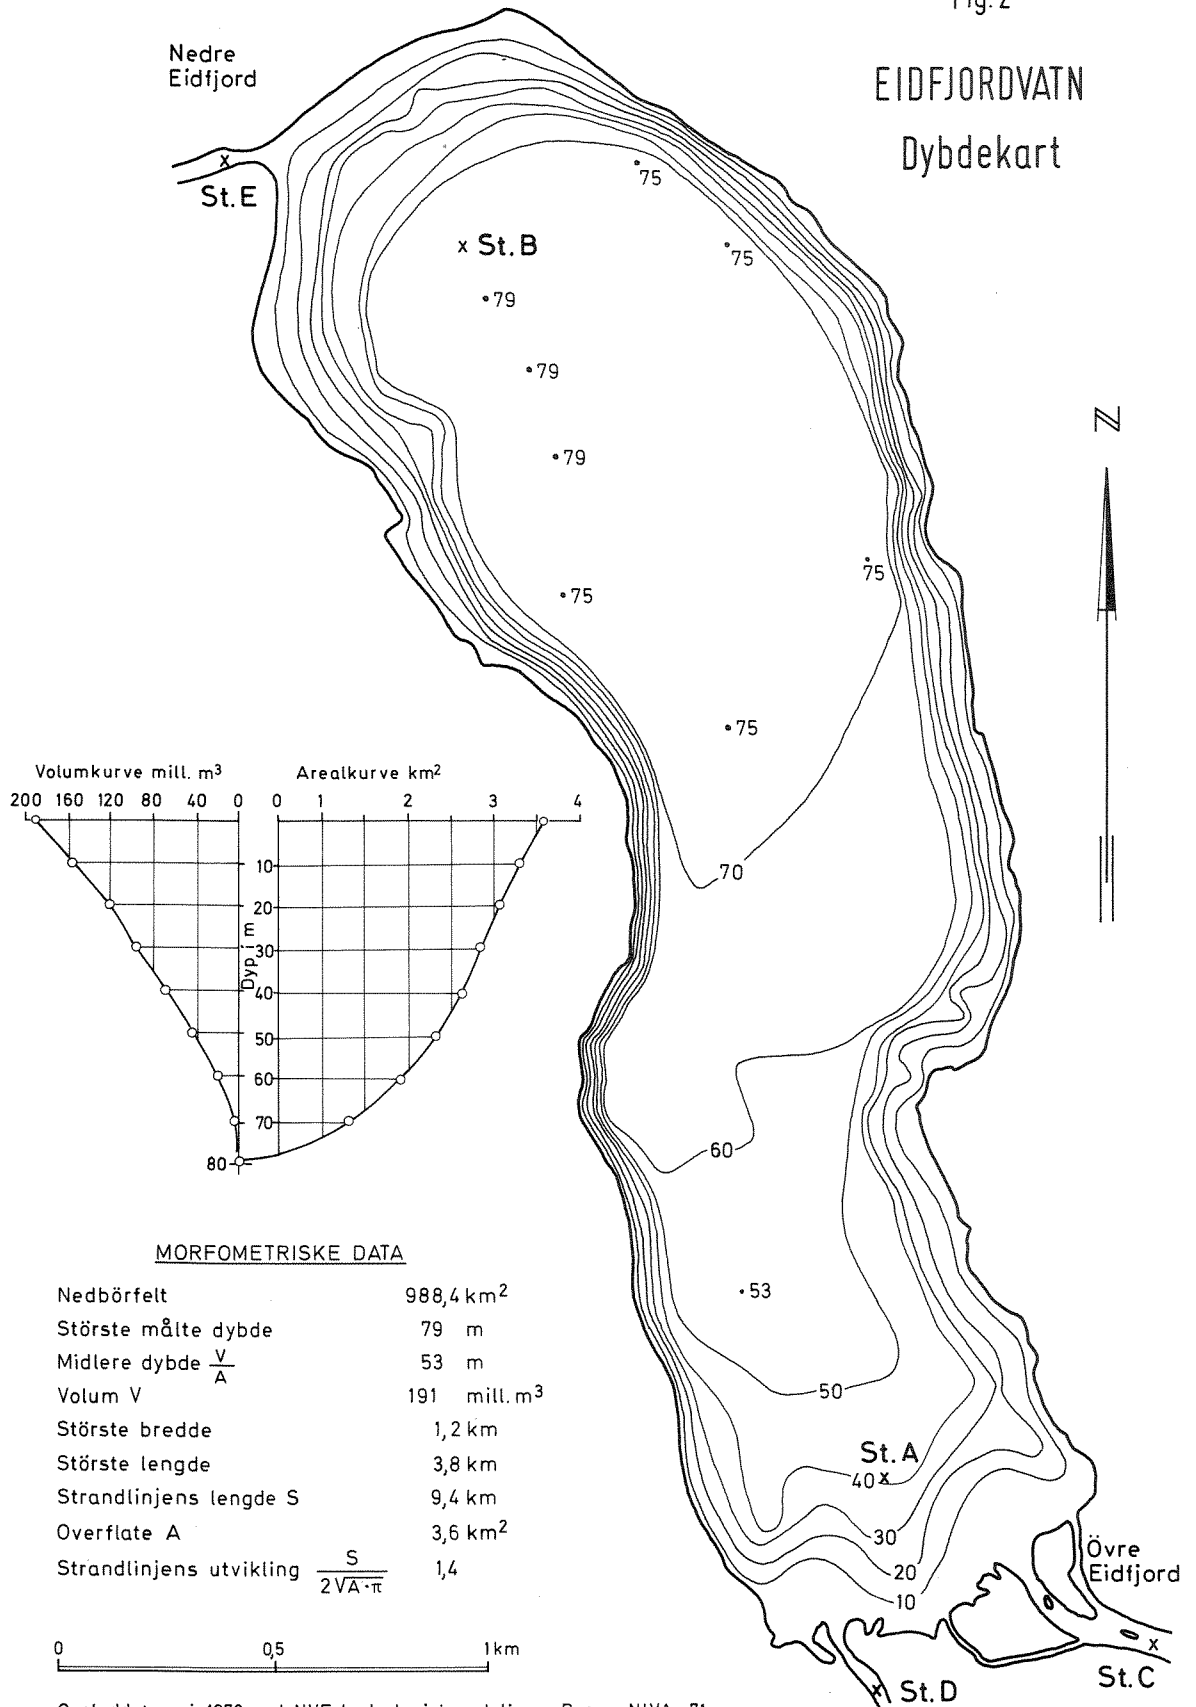 Fig. 2
EIDFJORDVATN
Dybdekart
Nedre
Eidfjord
St.E
x St.B
75
75
79
79
79
75
75
75
N
70
60
53
50
St.A
40
30
20
10
Övre
Eidfjord
St.C
St.D
Volumkurve mill. m³ Arealkurve km²
200 160 120 80 40 0 0 1 2 3 4
Dyp i m
10
20
30
40
50
60
70
80
MORFOMETRISKE DATA
Nedbörfelt 988,4 km²
Störste målte dybde 79 m
Midlere dybde V/A 53 m
Volum V 191 mill. m³
Störste bredde 1,2 km
Störste lengde 3,8 km
Strandlinjens lengde S 9,4 km
Overflate A 3,6 km²
Strandlinjens utvikling S/2√A·π 1,4
0 0,5 1 km